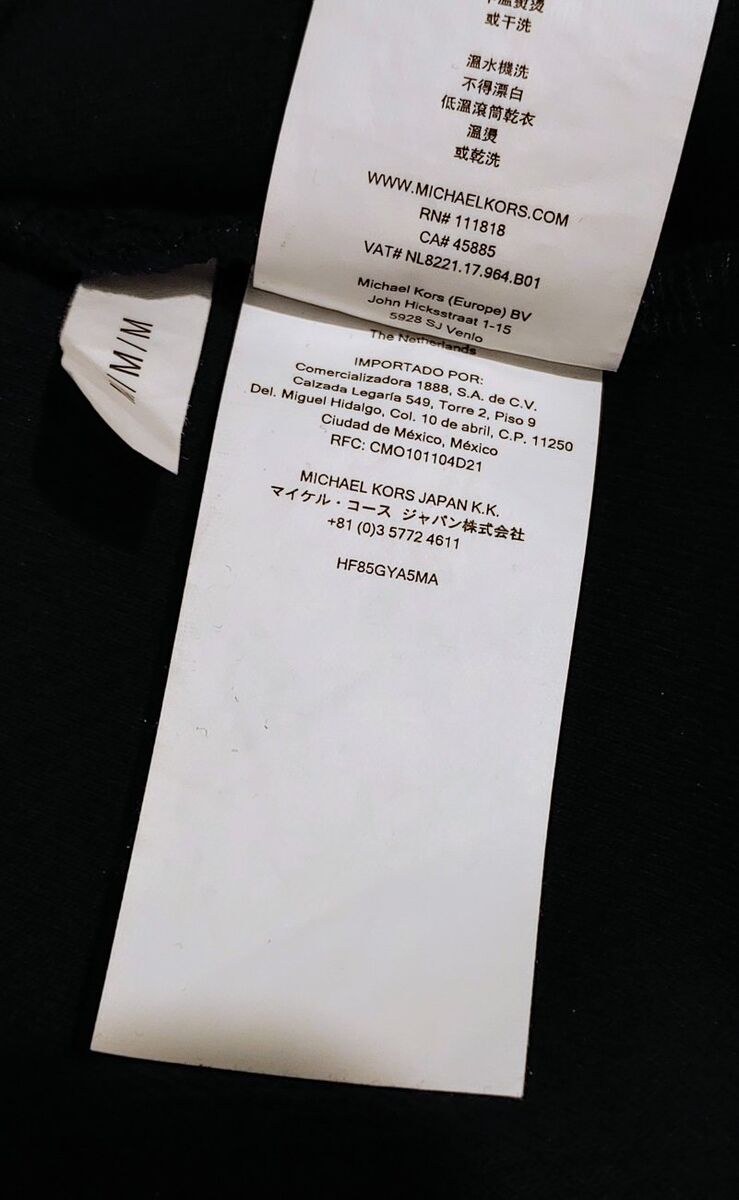 溫熨燙
或干洗
溫水機洗
不得漂白
低溫滾筒乾衣
溫燙
或乾洗
WWW.MICHAELKORS.COM
RN# 111818
CA# 45885
VAT# NL8221.17.964.B01
Michael Kors (Europe) BV
John Hicksstraat 1-15
5928 SJ Venlo
The Netherlands
IMPORTADO POR:
Comercializadora 1888, S.A. de C.V.
Calzada Legaría 549, Torre 2, Piso 9
Del. Miguel Hidalgo, Col. 10 de abril, C.P. 11250
Ciudad de México, México
RFC: CMO101104D21
MICHAEL KORS JAPAN K.K.
マイケル・コース ジャパン株式会社
+81 (0)3 5772 4611
HF85GYA5MA
/M/M